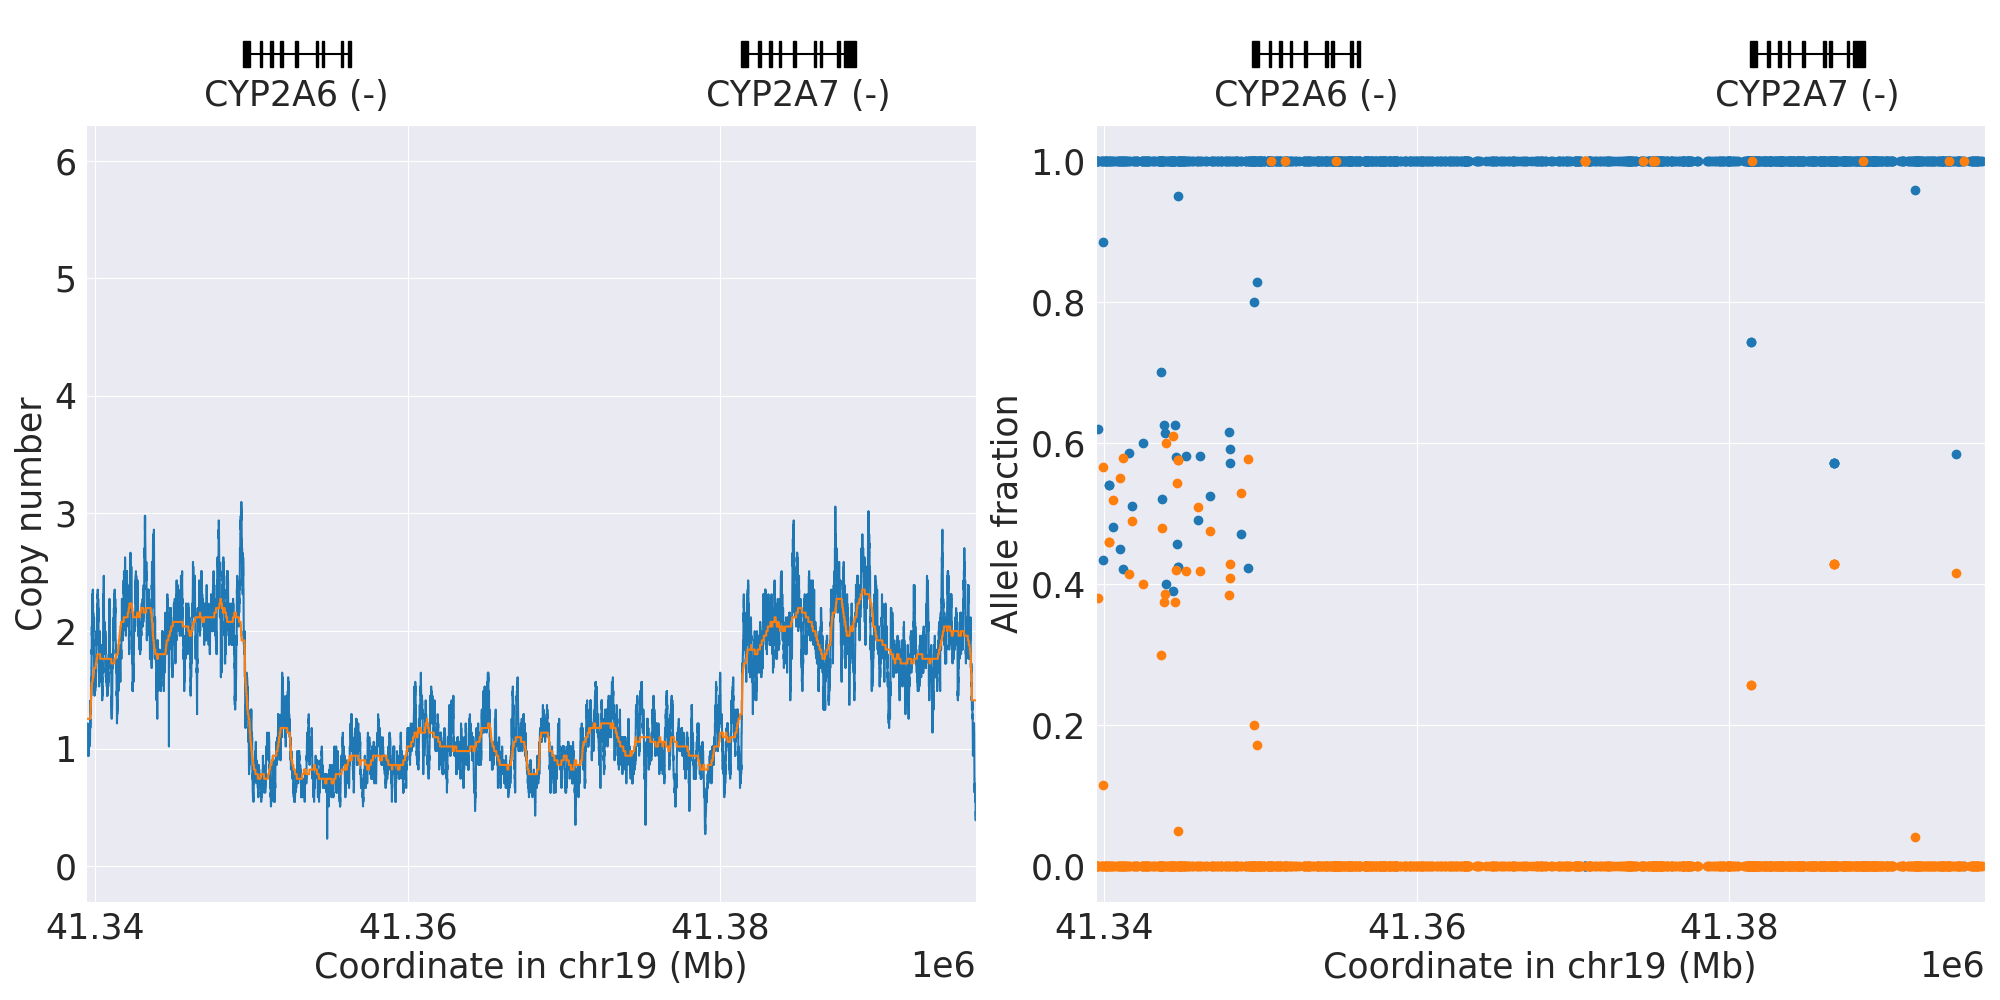 CYP2A6 (-)
CYP2A7 (-)
6
5
4
3
2
1
0
Copy number
41.34
41.36
41.38
Coordinate in chr19 (Mb)
1e6
CYP2A6 (-)
CYP2A7 (-)
1.0
0.8
0.6
0.4
0.2
0.0
Allele fraction
41.34
41.36
41.38
Coordinate in chr19 (Mb)
1e6